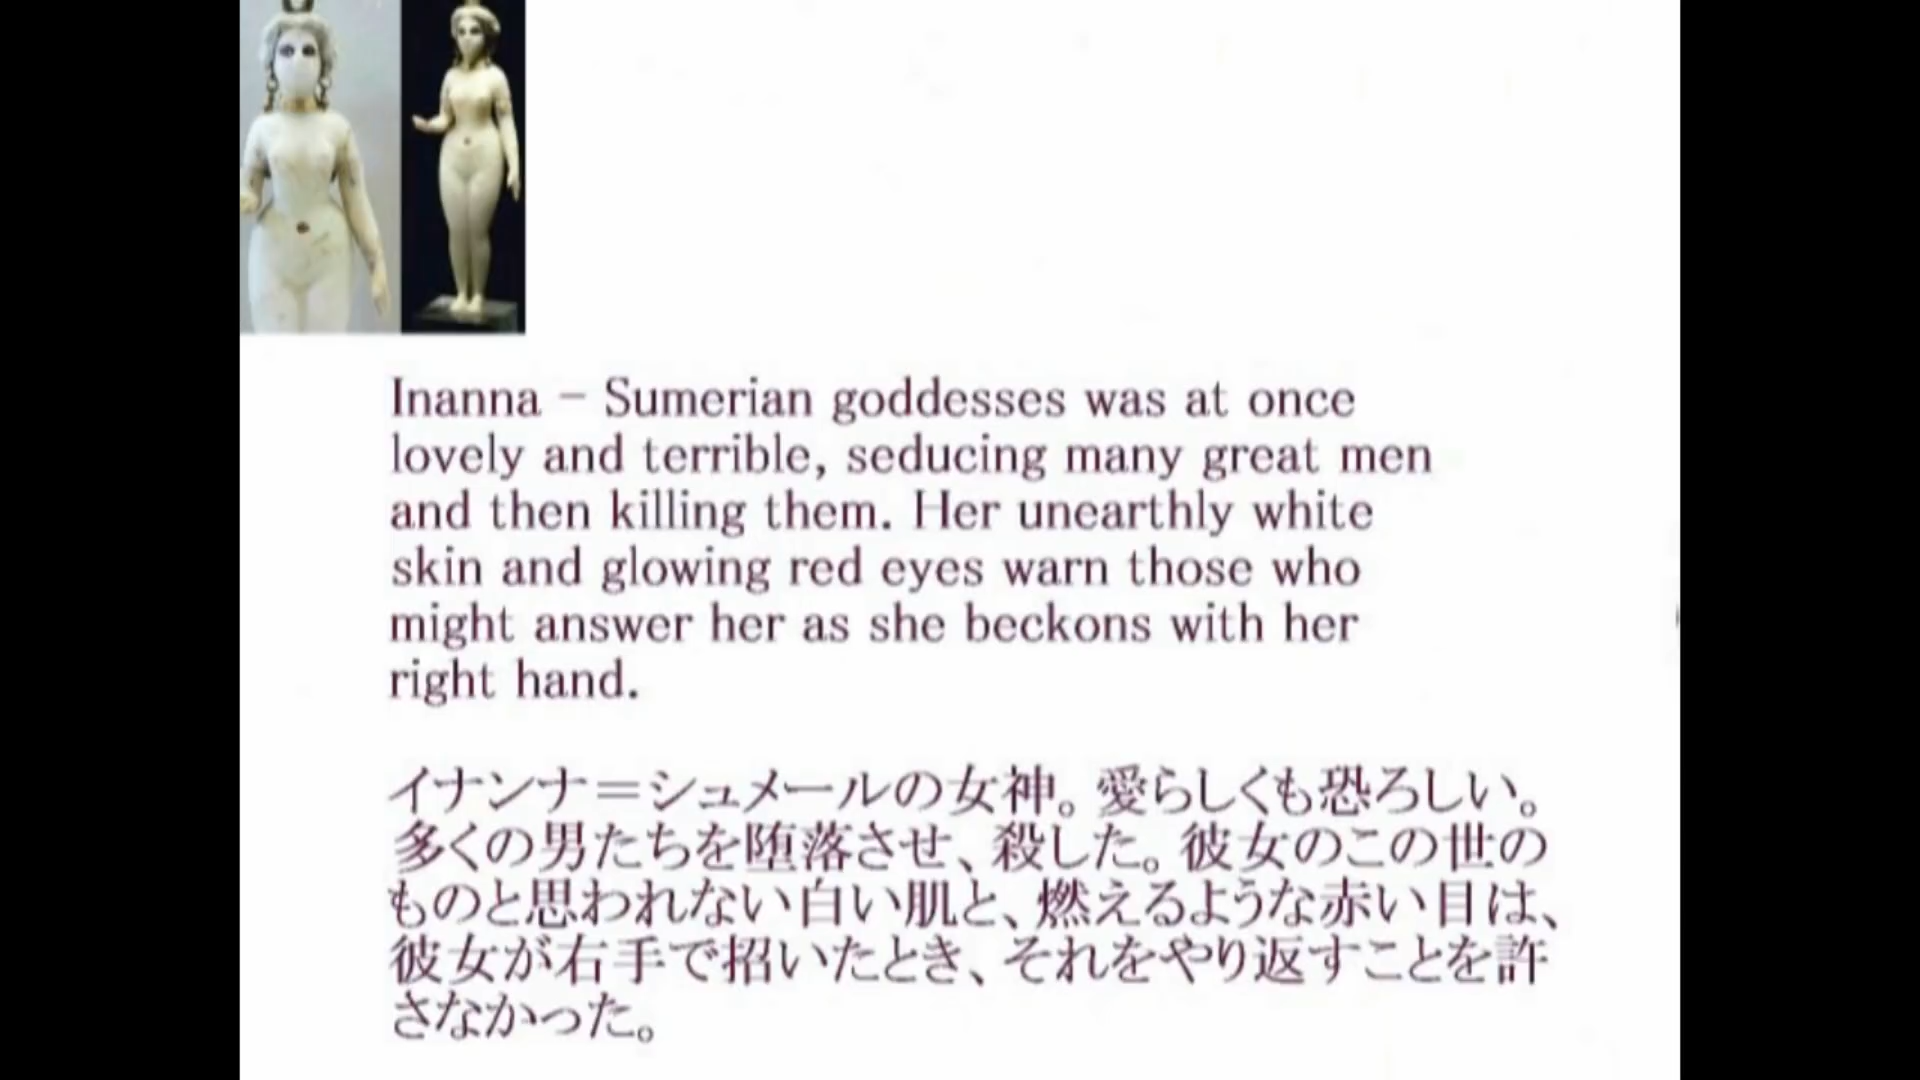 Inanna – Sumerian goddesses was at once
lovely and terrible, seducing many great men
and then killing them. Her unearthly white
skin and glowing red eyes warn those who
might answer her as she beckons with her
right hand.
イナンナ＝シュメールの女神。愛らしくも恐ろしい。
多くの男たちを堕落させ、殺した。彼女のこの世の
ものと思われない白い肌と、燃えるような赤い目は、
彼女が右手で招いたとき、それをやり返すことを許
さなかった。